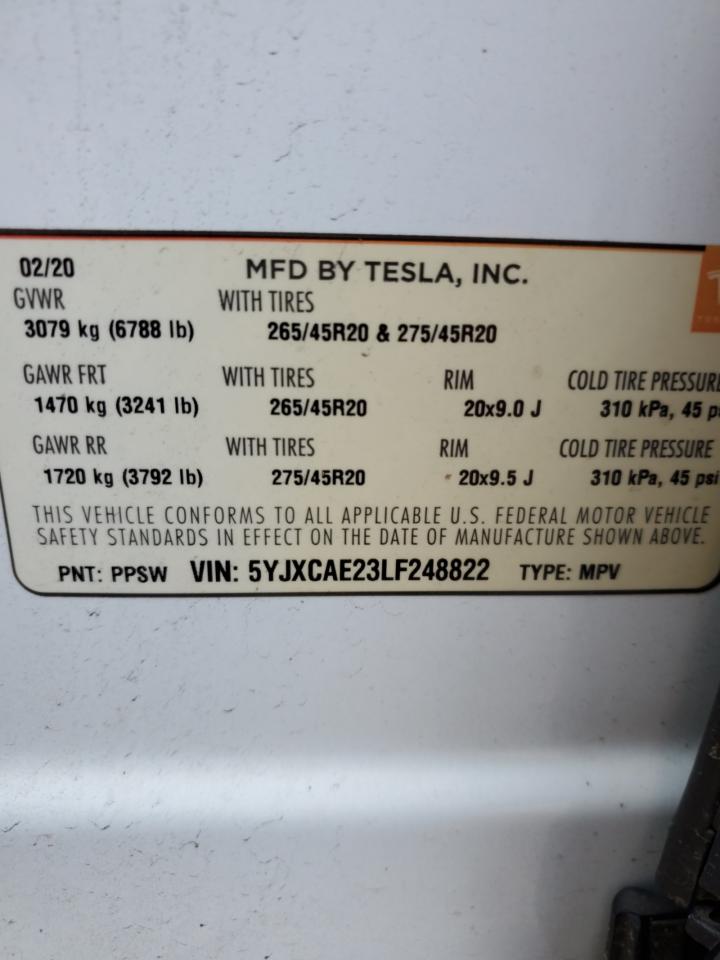 02/20 MFD BY TESLA, INC.
GVWR WITH TIRES
3079 kg (6788 lb) 265/45R20 & 275/45R20
GAWR FRT WITH TIRES RIM COLD TIRE PRESSURE
1470 kg (3241 lb) 265/45R20 20x9.0 J 310 kPa, 45 p
GAWR RR WITH TIRES RIM COLD TIRE PRESSURE
1720 kg (3792 lb) 275/45R20 20x9.5 J 310 kPa, 45 psi
THIS VEHICLE CONFORMS TO ALL APPLICABLE U.S. FEDERAL MOTOR VEHICLE
SAFETY STANDARDS IN EFFECT ON THE DATE OF MANUFACTURE SHOWN ABOVE.
PNT: PPSW VIN: 5YJXCAE23LF248822 TYPE: MPV